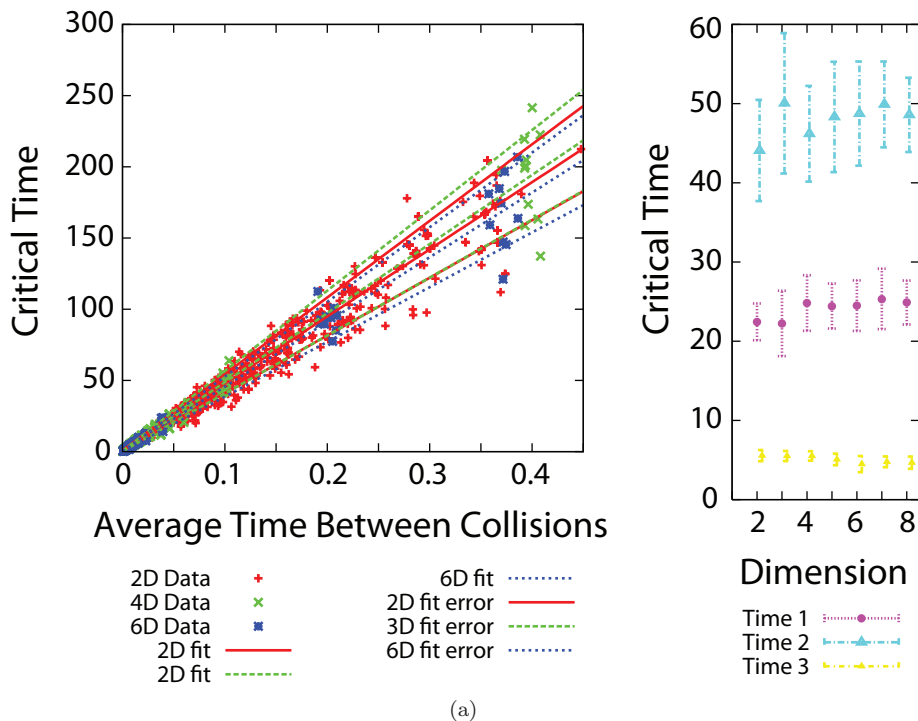 300
250
200
150
100
50
0
0
0.1
0.2
0.3
0.4
Critical Time
Average Time Between Collisions
2D Data
4D Data
6D Data
2D fit
2D fit
6D fit
2D fit error
3D fit error
6D fit error
60
50
40
30
20
10
0
2
4
6
8
Critical Time
Dimension
Time 1
Time 2
Time 3
(a)